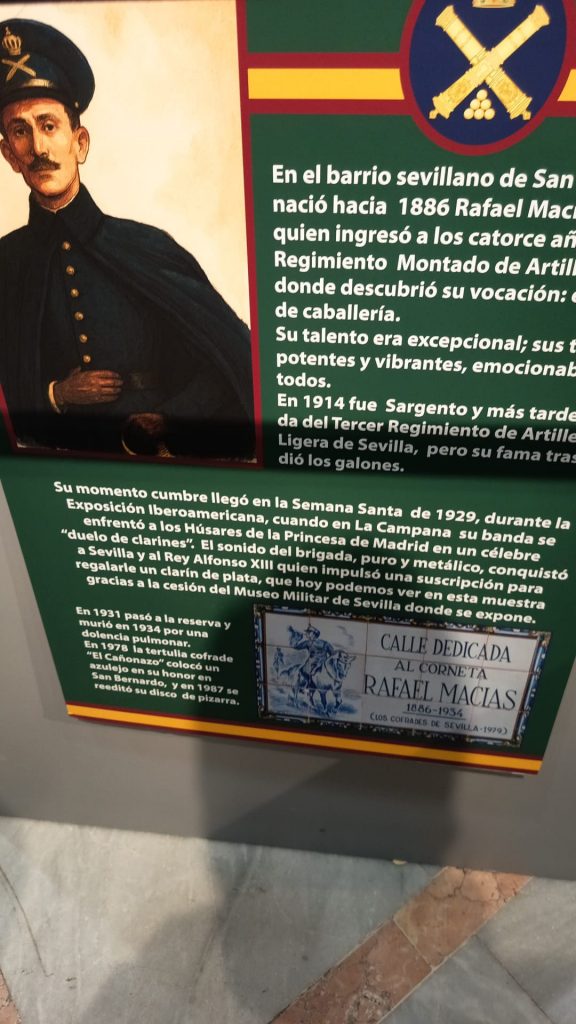 En el barrio sevillano de San
nació hacia 1886 Rafael
quien ingresó a los catorce
Regimiento Montado de
donde descubrió su vocación:
de caballería.
Su talento era excepcional; sus
potentes y vibrantes,
todos.
En 1914 fue Sargento y más tarde
da del Tercer Regimiento de
Ligera de Sevilla, pero su fama
dió los galones.
Su momento cumbre llegó en la Semana Santa de 1929, durante la
Exposición Iberoamericana, cuando en La Campana su banda se
enfrentó a los Húsares de la Princesa de Madrid en un célebre
"duelo de clarines". El sonido del brigada, puro y metálico, conquistó
a Sevilla y al Rey Alfonso XIII quien impulsó una suscripción para
regalarle un clarín de plata, que hoy podemos ver en esta muestra
gracias a la cesión del Museo Militar de Sevilla donde se expone.
En 1931 pasó a la reserva y
murió en 1934 por una
dolencia pulmonar.
En 1978 la tertulia cofrade
"El Cañonazo" colocó un
azulejo en su honor en
San Bernardo, y en 1987 se
reeditó su disco de pizarra.
CALLE DEDICADA
AL CORNETA
RAFAEL MACIAS
1886-1934
(LOS COFRADES DE SEVILLA-1979.)